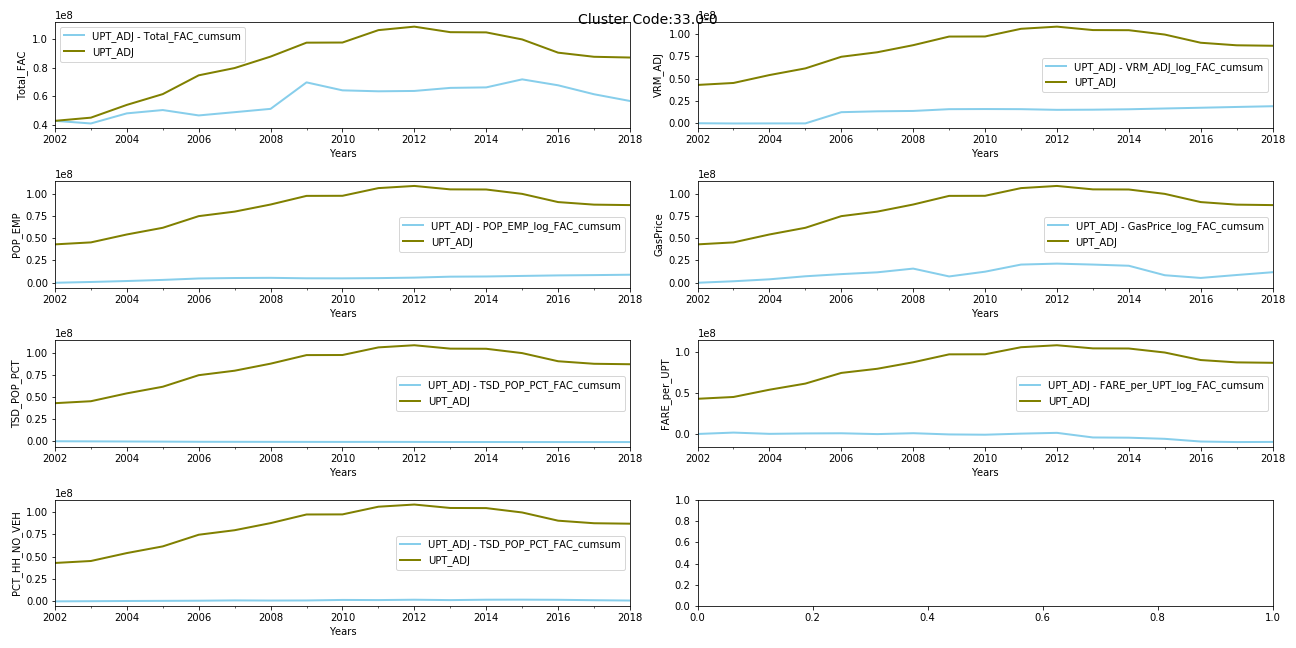 Cluster Code:33.0-0
1e8
Total_FAC
1.0
0.8
0.6
0.4
UPT_ADJ - Total_FAC_cumsum
UPT_ADJ
2002 2004 2006 2008 2010 2012 2014 2016 2018
Years
1e8
VRM_ADJ
1.00
0.75
0.50
0.25
0.00
UPT_ADJ - VRM_ADJ_log_FAC_cumsum
UPT_ADJ
2002 2004 2006 2008 2010 2012 2014 2016 2018
Years
1e8
POP_EMP
1.00
0.75
0.50
0.25
0.00
UPT_ADJ - POP_EMP_log_FAC_cumsum
UPT_ADJ
2002 2004 2006 2008 2010 2012 2014 2016 2018
Years
1e8
GasPrice
1.00
0.75
0.50
0.25
0.00
UPT_ADJ - GasPrice_log_FAC_cumsum
UPT_ADJ
2002 2004 2006 2008 2010 2012 2014 2016 2018
Years
1e8
TSD_POP_PCT
1.00
0.75
0.50
0.25
0.00
UPT_ADJ - TSD_POP_PCT_FAC_cumsum
UPT_ADJ
2002 2004 2006 2008 2010 2012 2014 2016 2018
Years
1e8
FARE_per_UPT
1.0
0.5
0.0
UPT_ADJ - FARE_per_UPT_log_FAC_cumsum
UPT_ADJ
2002 2004 2006 2008 2010 2012 2014 2016 2018
Years
1e8
PCT_HH_NO_VEH
1.00
0.75
0.50
0.25
0.00
UPT_ADJ - TSD_POP_PCT_FAC_cumsum
UPT_ADJ
2002 2004 2006 2008 2010 2012 2014 2016 2018
Years
1.0
0.8
0.6
0.4
0.2
0.0
0.0 0.2 0.4 0.6 0.8 1.0